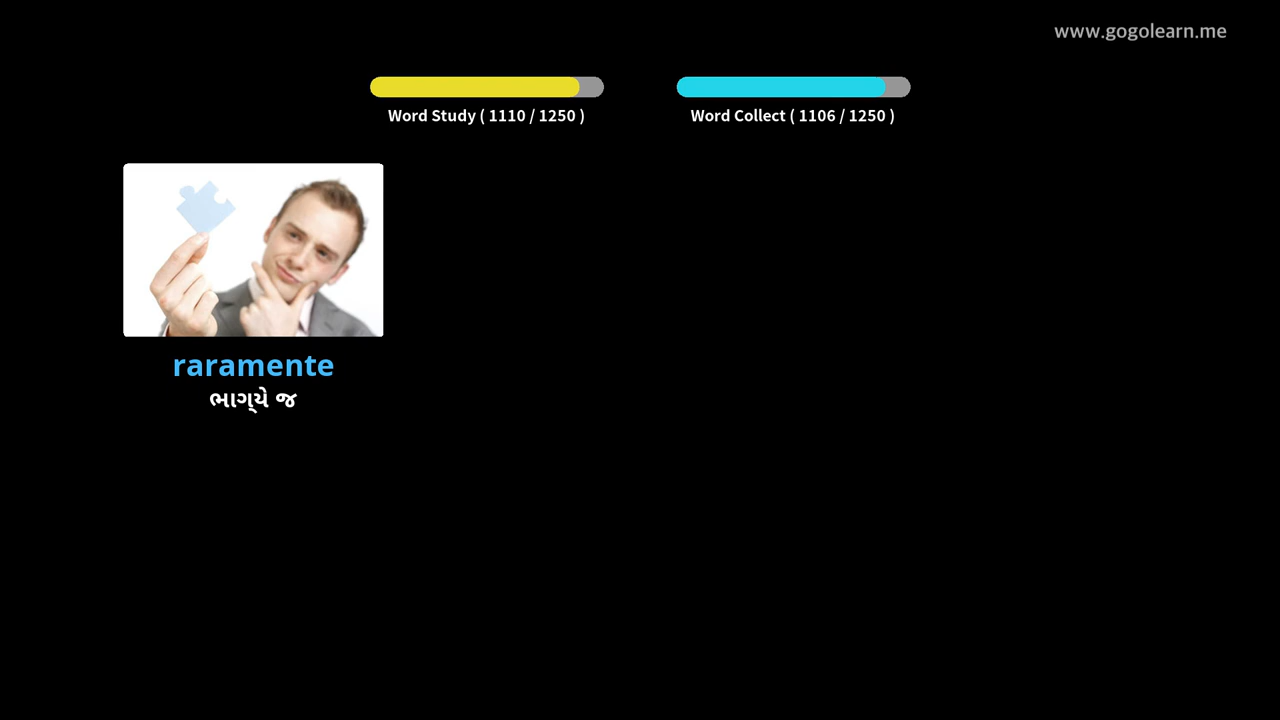 www.gogolearn.me
Word Study ( 1110 / 1250 )
Word Collect ( 1106 / 1250 )
raramente
ભાગ્યે જ